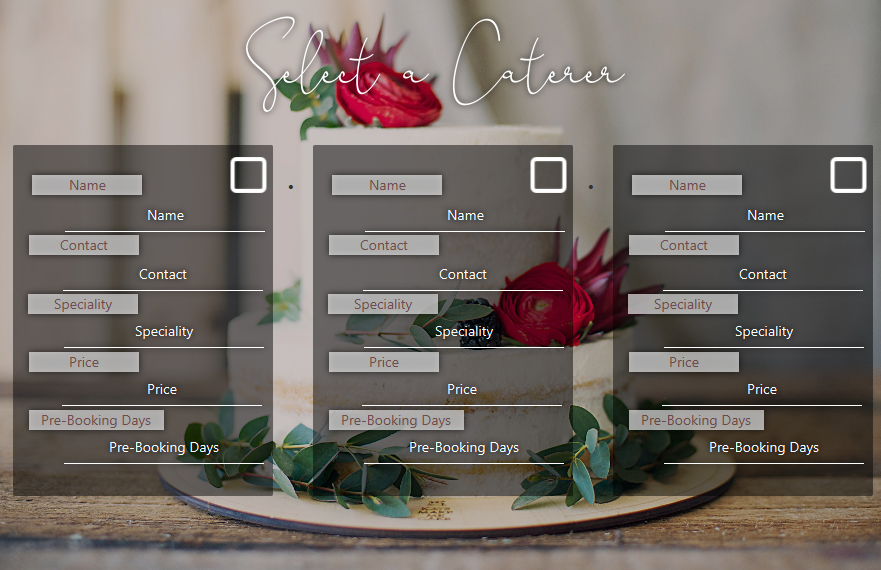 Select a Caterer
Name
Name
Contact
Contact
Speciality
Speciality
Price
Price
Pre-Booking Days
Pre-Booking Days
Name
Name
Contact
Contact
Speciality
Speciality
Price
Price
Pre-Booking Days
Pre-Booking Days
Name
Name
Contact
Contact
Speciality
Speciality
Price
Price
Pre-Booking Days
Pre-Booking Days